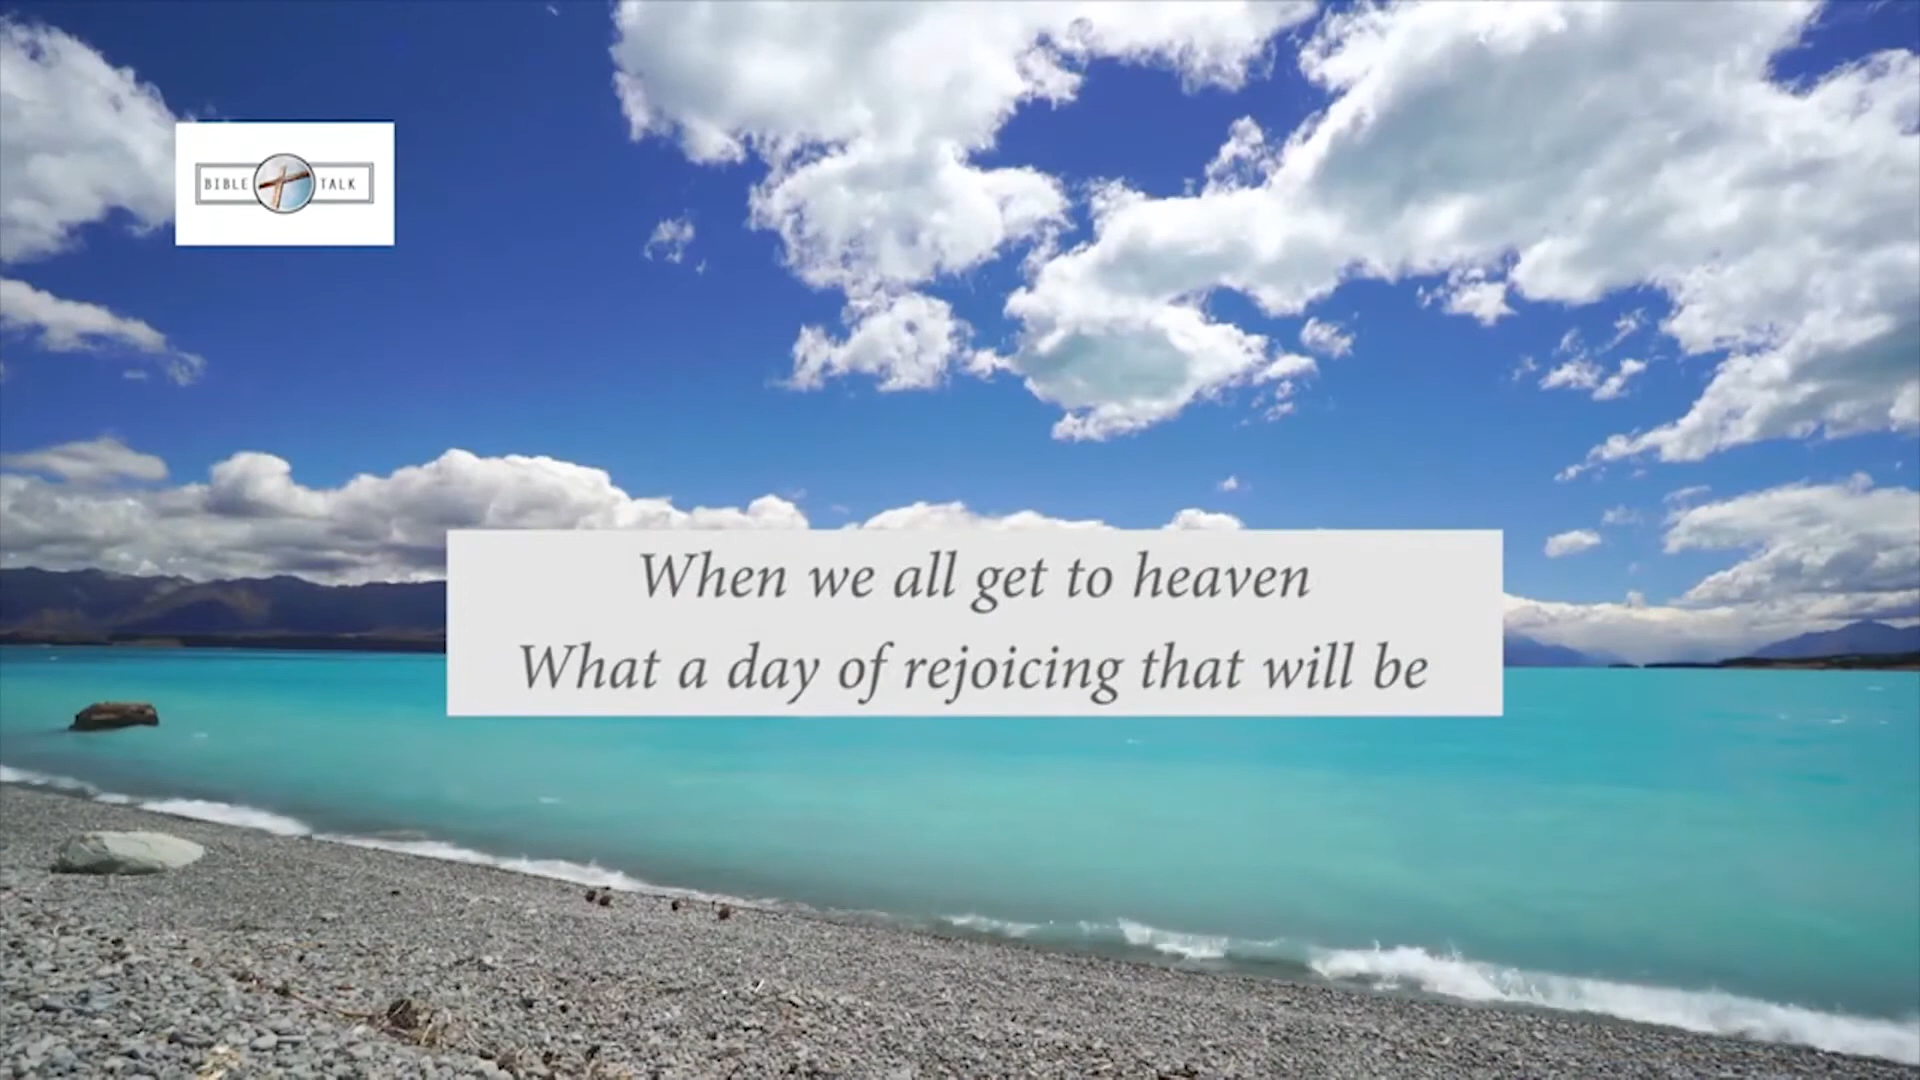 BIBLE TALK
When we all get to heaven
What a day of rejoicing that will be